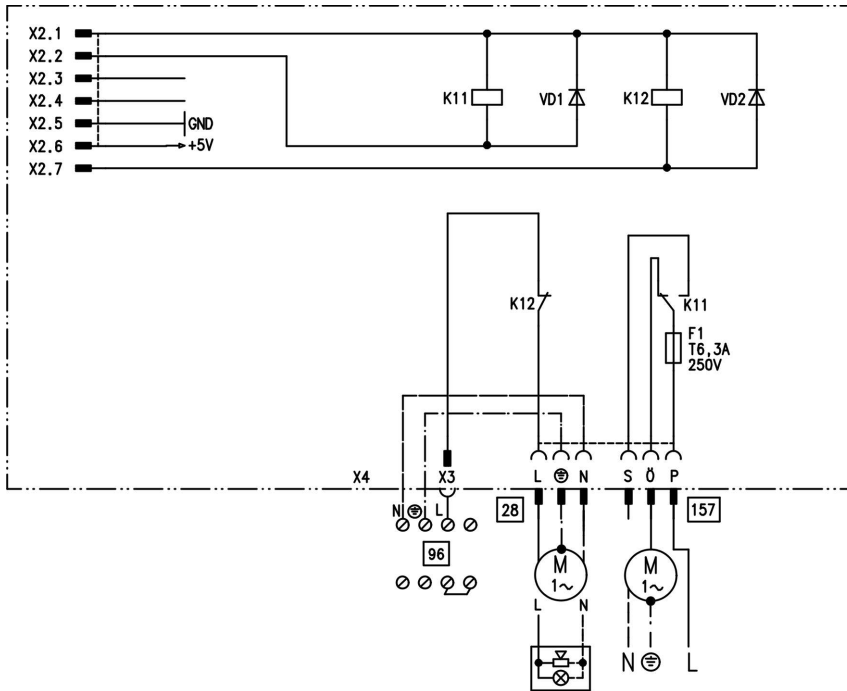 X2.1
X2.2
X2.3
X2.4
X2.5 GND
X2.6 +5V
X2.7
K11 VD1 K12 VD2
K12 K11
F1
T6,3A
250V
X4 X3 L N S Ö P
N L 28 157
96
M M
1~ 1~
L N
N L